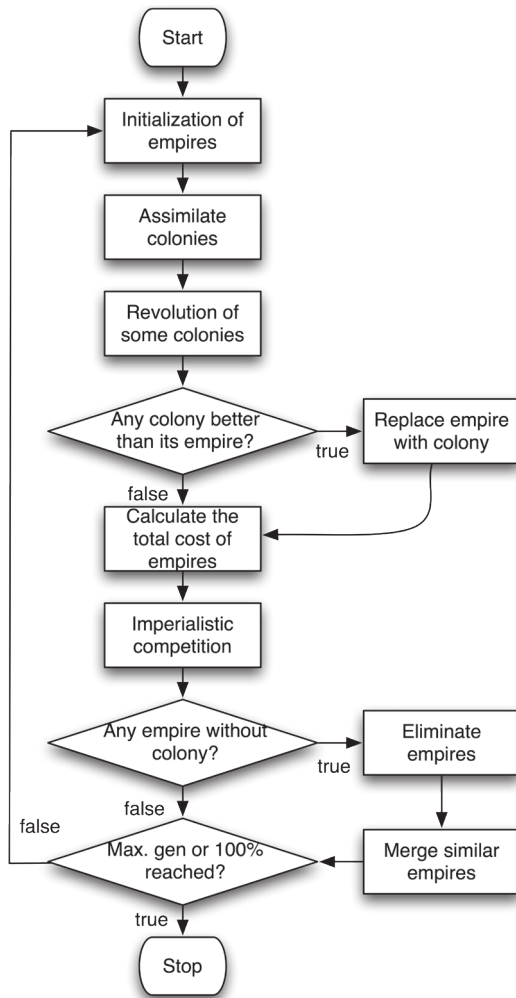 Start
Initialization of
empires
Assimilate
colonies
Revolution of
some colonies
Any colony better
than its empire?
true
Replace empire
with colony
false
Calculate the
total cost of
empires
Imperialistic
competition
Any empire without
colony?
true
Eliminate
empires
false
Merge similar
empires
Max. gen or 100%
reached?
false
true
Stop